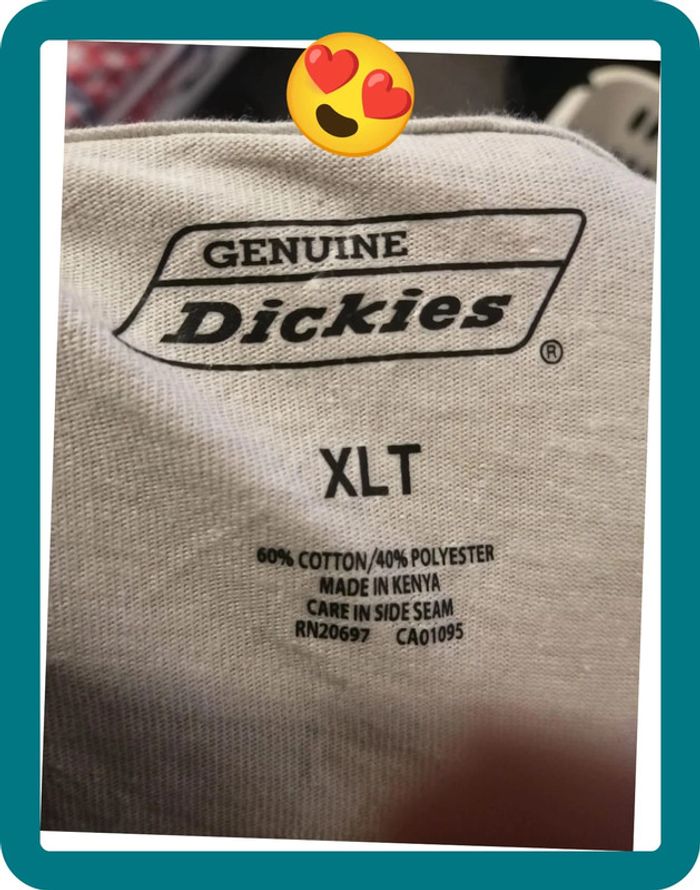 GENUINE
Dickies
®
XLT
60% COTTON/40% POLYESTER
MADE IN KENYA
CARE IN SIDE SEAM
RN20697 CA01095